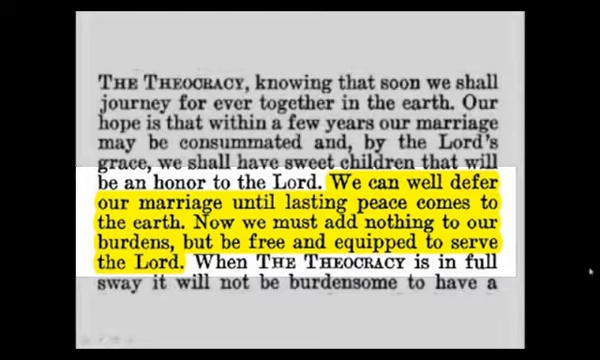 THE THEOCRACY, knowing that soon we shall
journey for ever together in the earth. Our
hope is that within a few years our marriage
may be consummated and, by the Lord's
grace, we shall have sweet children that will
be an honor to the Lord. We can well defer
our marriage until lasting peace comes to
the earth. Now we must add nothing to our
burdens, but be free and equipped to serve
the Lord. When THE THEOCRACY is in full
sway it will not be burdensome to have a